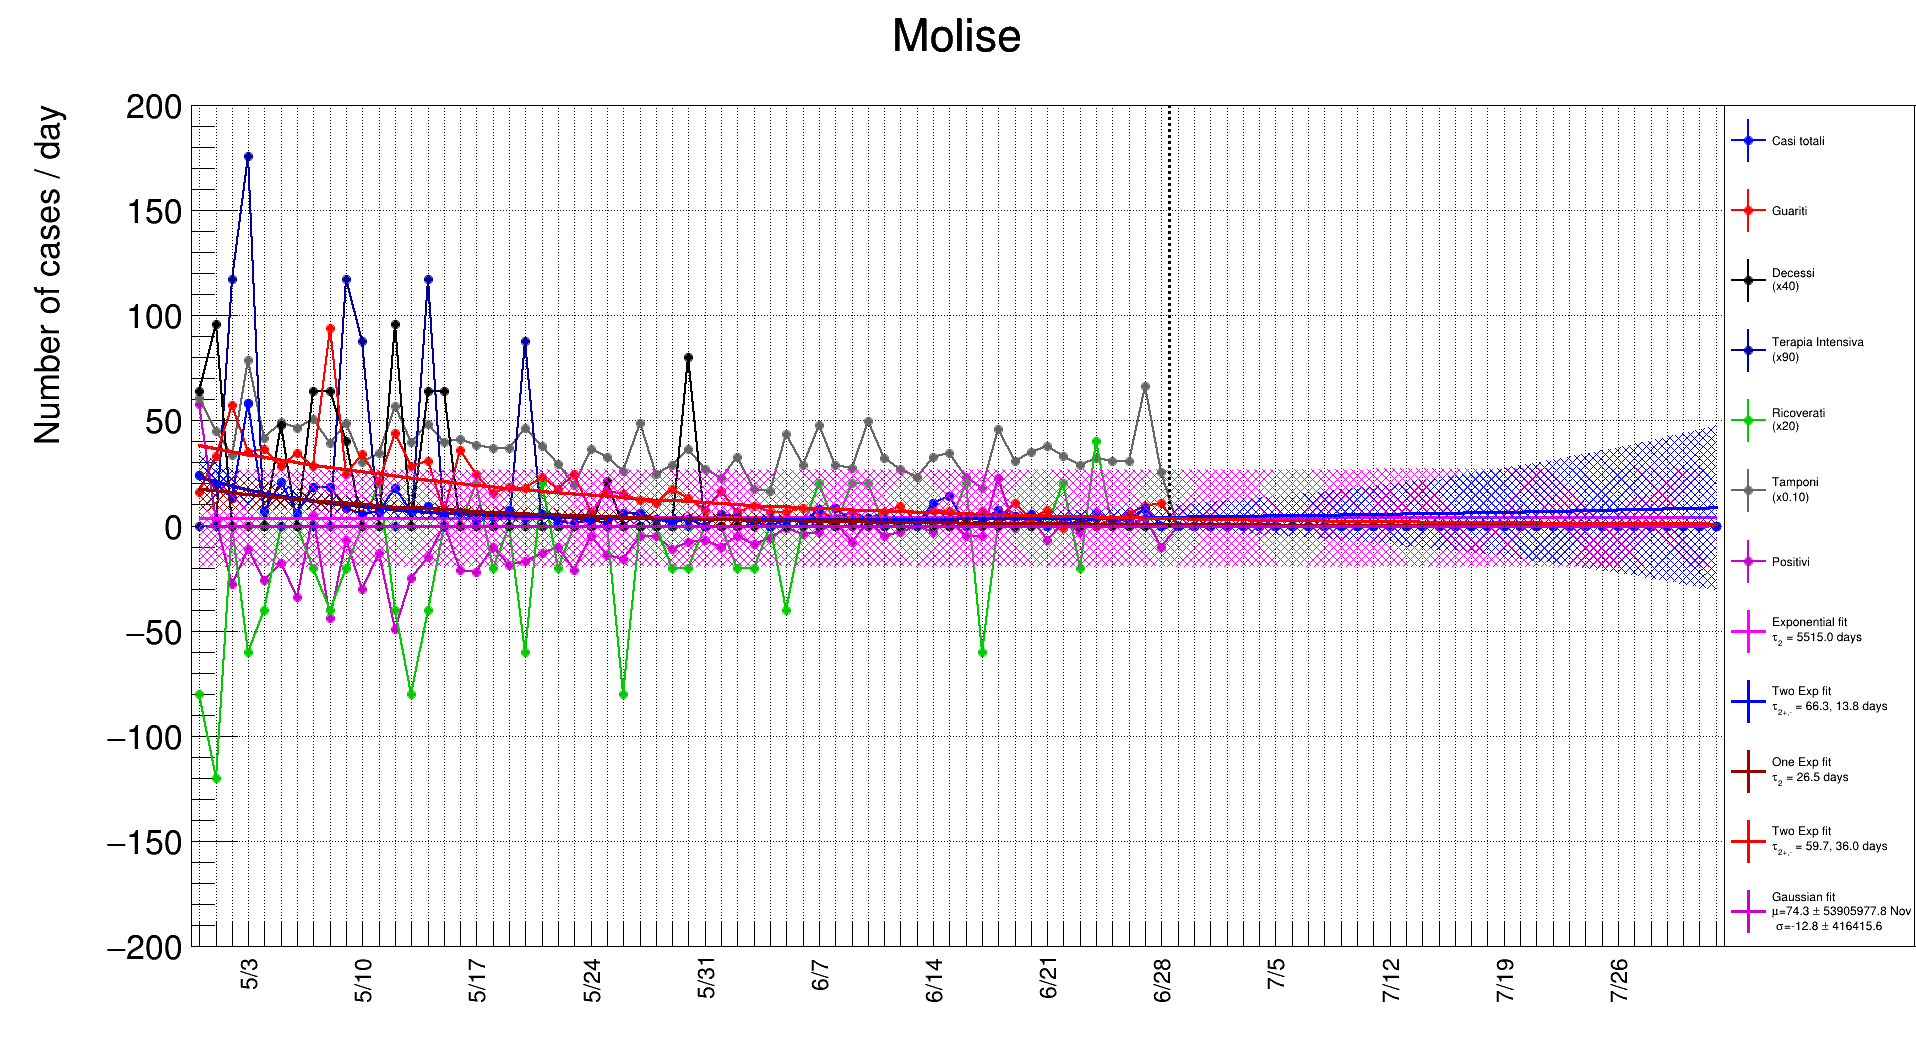 Molise
Number of cases / day
200
150
100
50
0
−50
−100
−150
−200
5/3
5/10
5/17
5/24
5/31
6/7
6/14
6/21
6/28
7/5
7/12
7/19
7/26
Casi totali
Guariti
Decessi
(x40)
Terapia Intensiva
(x90)
Ricoverati
(x20)
Tamponi
(x0.10)
Positivi
Exponential fit
τ2 = 5515.0 days
Two Exp fit
τ2+,- = 66.3, 13.8 days
One Exp fit
τ2 = 26.5 days
Two Exp fit
τ2+,- = 59.7, 36.0 days
Gaussian fit
μ=74.3 ± 53905977.8 Nov
σ=-12.8 ± 416415.6